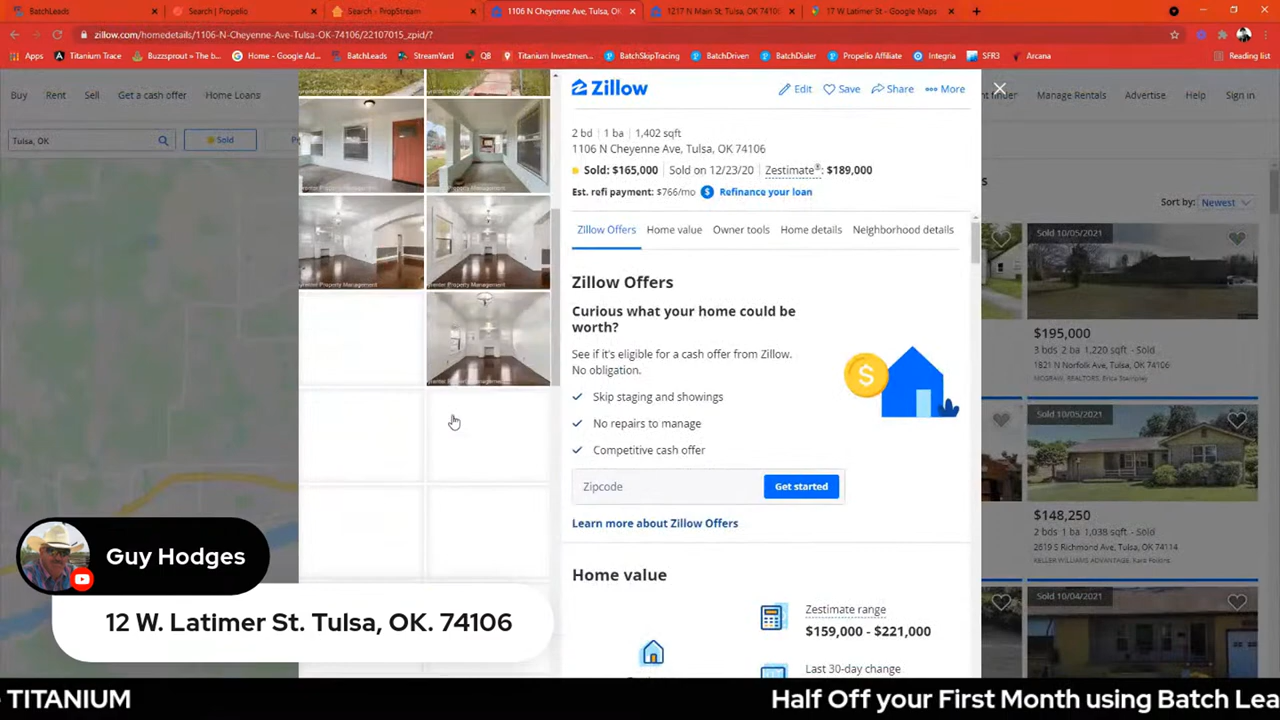 BatchLeads
Search | Propelio
Search - PropStream
1106 N Cheyenne Ave, Tulsa, OK
1217 N Main St, Tulsa, OK 7410
17 W Latimer St - Google Maps
zillow.com/homedetails/1106-N-Cheyenne-Ave-Tulsa-OK-74106/22107015_zpid/?
Apps
Titanium Trace
Buzzsprout » The b...
Home - Google Ads
BatchLeads
StreamYard
QB
Titanium Investmen...
BatchSkipTracing
BatchDriven
BatchDialer
Propelio Affiliate
Integria
SFR3
Arcana
Reading list
Buy
Rent
Sell
Get a cash offer
Home Loans
Manage Rentals
Advertise
Help
Sign in
Tulsa, OK
Sold
Zillow
Edit
Save
Share
More
2 bd | 1 ba | 1,402 sqft
1106 N Cheyenne Ave, Tulsa, OK 74106
Sold: $165,000
Sold on 12/23/20
Zestimate®: $189,000
Est. refi payment: $766/mo
Refinance your loan
Zillow Offers
Home value
Owner tools
Home details
Neighborhood details
Zillow Offers
Curious what your home could be
worth?
See if it's eligible for a cash offer from Zillow.
No obligation.
Skip staging and showings
No repairs to manage
Competitive cash offer
Zipcode
Get started
Learn more about Zillow Offers
Home value
Zestimate range
$159,000 - $221,000
Last 30-day change
Sort by: Newest
Sold 10/05/2021
$195,000
3 bds 2 ba 1,220 sqft - Sold
1821 N Norfolk Ave, Tulsa, OK 74106
Sold 10/05/2021
$148,250
2 bds 1 ba 1,038 sqft - Sold
2619 S Richmond Ave, Tulsa, OK 74114
Sold 10/04/2021
Guy Hodges
12 W. Latimer St. Tulsa, OK. 74106
TITANIUM
Half Off your First Month using Batch Lea